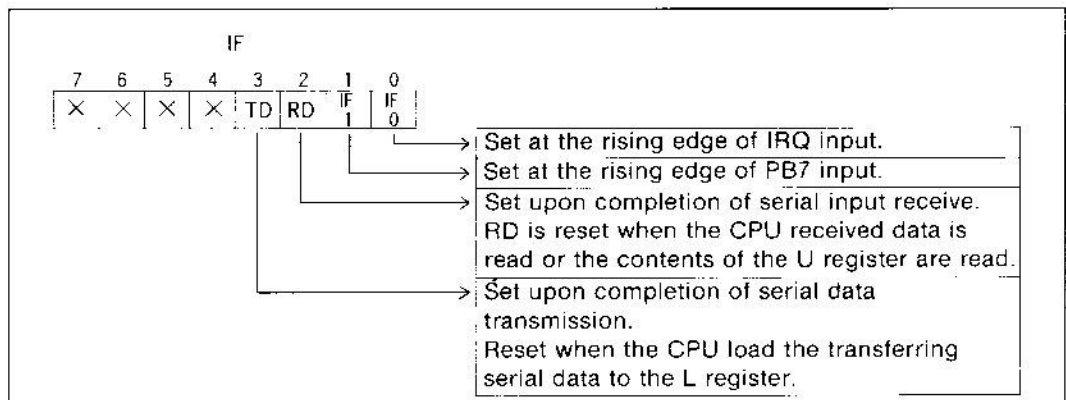 IF
7 6 5 4 3 2 1 0
× × × × TD RD IF 1 IF 0
Set at the rising edge of IRQ input.
Set at the rising edge of PB7 input.
Set upon completion of serial input receive.
RD is reset when the CPU received data is
read or the contents of the U register are read.
Set upon completion of serial data
transmission.
Reset when the CPU load the transferring
serial data to the L register.